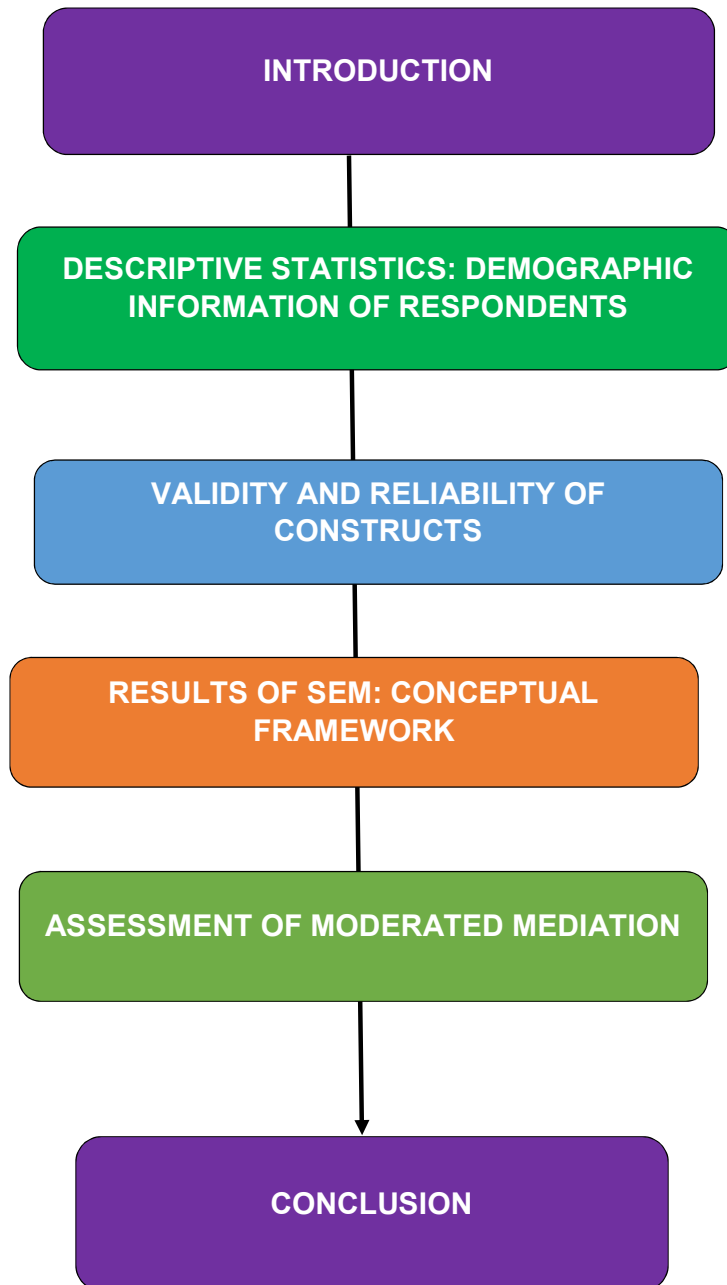 INTRODUCTION
DESCRIPTIVE STATISTICS: DEMOGRAPHIC
INFORMATION OF RESPONDENTS
VALIDITY AND RELIABILITY OF
CONSTRUCTS
RESULTS OF SEM: CONCEPTUAL
FRAMEWORK
ASSESSMENT OF MODERATED MEDIATION
CONCLUSION